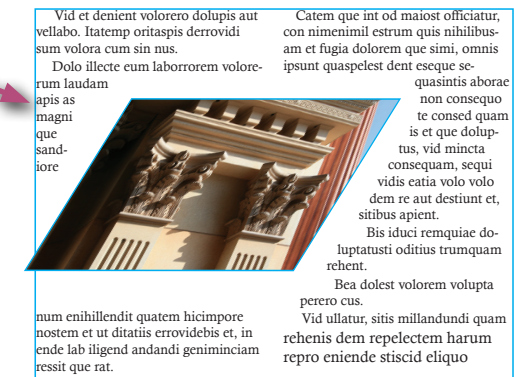 Vid et denient volorero dolupis aut
vellabo. Itatemp oritaspis derrovidi
sum volora cum sin nus.
Dolo illecte eum laborrorem volore-
rum laudam
apis as
magni
que
sand-
iore
num enihillendit quatem hicimpore
nostem et ut ditatiis errovidebis et, in
ende lab iligend andandi geniminciam
ressit que rat.
Catem que int od maiost officiatur,
con nimenimil estrum quis nihilibus-
am et fugia dolorem que simi, omnis
ipsunt quaspelest dent eseque se-
quasintis aborae
non consequo
te consed quam
is et que dolup-
tus, vid mincta
consequam, sequi
vidis eatia volo volo
dem re aut destiunt et,
sitibus apient.
Bis iduci remquiae do-
luptatusti oditius trumquam
rehent.
Bea dolest volorem volupta
perero cus.
Vid ullatur, sitis millandundi quam
rehenis dem repelectem harum
repro eniende stiscid eliquo